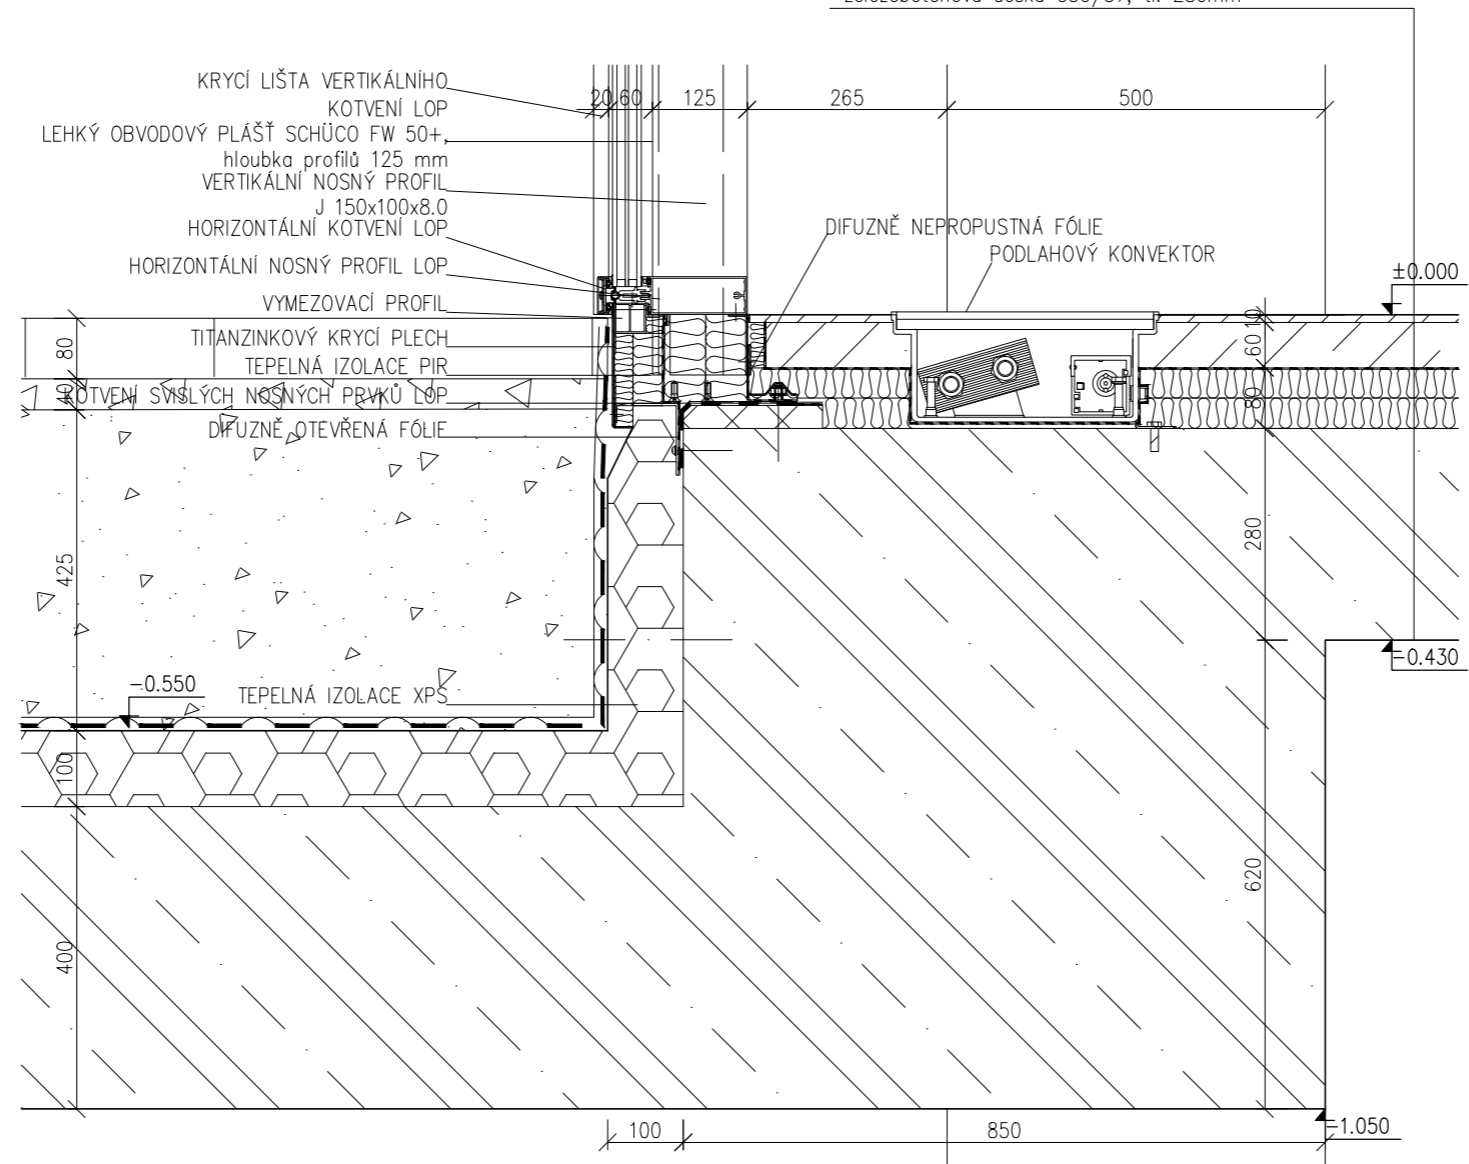 KRYCÍ LIŠTA VERTIKÁLNÍHO
KOTVENÍ LOP
LEHKÝ OBVODOVÝ PLÁŠŤ SCHÜCO FW 50+,
hloubka profilů 125 mm
VERTIKÁLNÍ NOSNÝ PROFIL
J 150x100x8.0
HORIZONTÁLNÍ KOTVENÍ LOP
HORIZONTÁLNÍ NOSNÝ PROFIL LOP
VYMEZOVACÍ PROFIL
TITANZINKOVÝ KRYCÍ PLECH
TEPELNÁ IZOLACE PIR
KOTVENÍ SVISLÝCH NOSNÝCH PRVKŮ LOP
DIFUZNĚ OTEVŘENÁ FÓLIE
20
60
125
265
500
DIFUZNĚ NEPROPUSTNÁ FÓLIE
PODLAHOVÝ KONVEKTOR
±0.000
10
60
80
280
620
-0.430
-1.050
80
40
425
100
400
-0.550
TEPELNÁ IZOLACE XPS
100
850